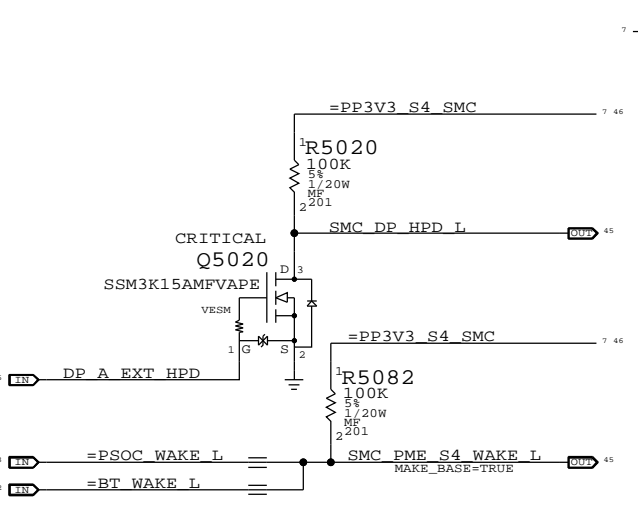 7
=PP3V3_S4_SMC
7 46
1
R5020
100K
5%
1/20W
MF
201
2
SMC_DP_HPD_L
OUT
45
CRITICAL
Q5020
SSM3K15AMFVAPE
VESM
D 3
1 G
S
2
=PP3V3_S4_SMC
7 46
IN
DP_A_EXT_HPD
1
R5082
100K
5%
1/20W
MF
201
2
IN
=PSOC_WAKE_L
SMC_PME_S4_WAKE_L
OUT
45
MAKE_BASE=TRUE
IN
=BT_WAKE_L